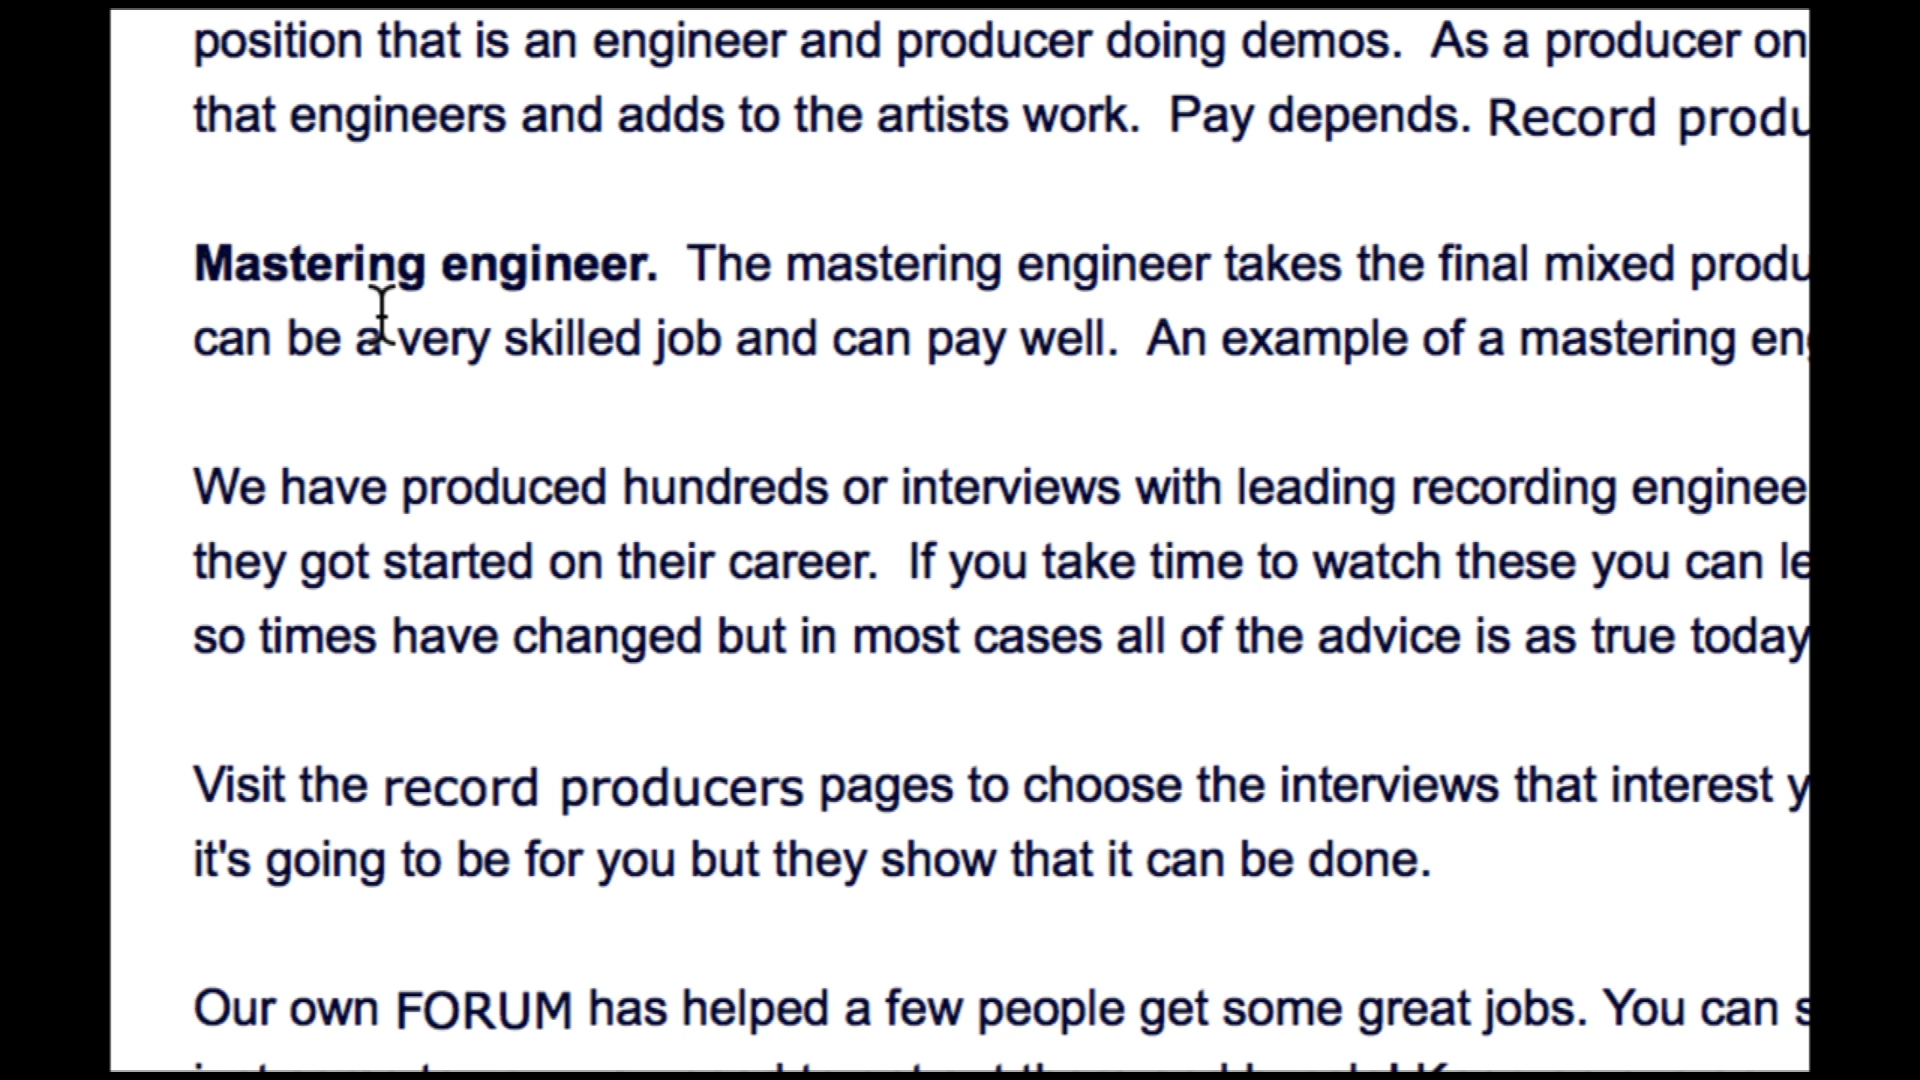 position that is an engineer and producer doing demos. As a producer on
that engineers and adds to the artists work. Pay depends. Record produ
Mastering engineer. The mastering engineer takes the final mixed produ
can be a very skilled job and can pay well. An example of a mastering eng
We have produced hundreds or interviews with leading recording enginee
they got started on their career. If you take time to watch these you can le
so times have changed but in most cases all of the advice is as true today
Visit the record producers pages to choose the interviews that interest y
it's going to be for you but they show that it can be done.
Our own FORUM has helped a few people get some great jobs. You can s